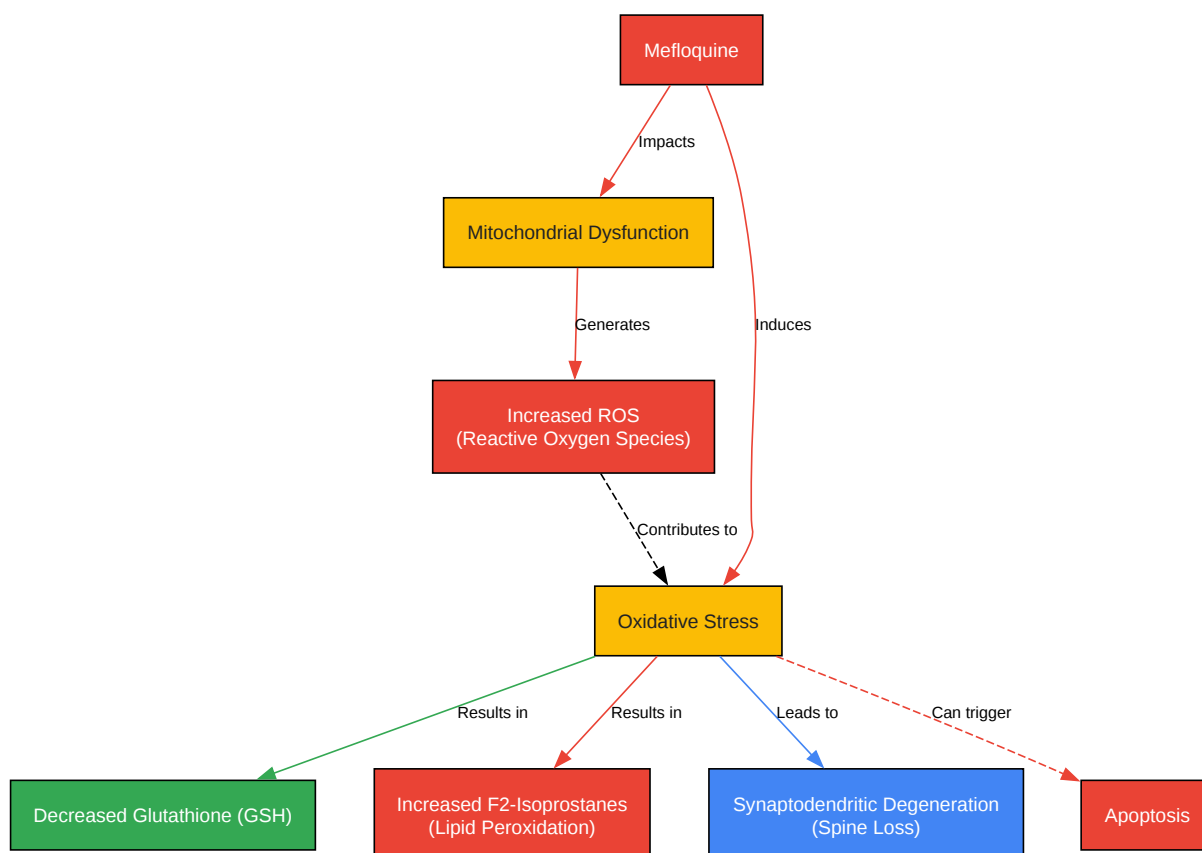 Mefloquine
Impacts
Mitochondrial Dysfunction
Generates
Induces
Increased ROS
(Reactive Oxygen Species)
Contributes to
Oxidative Stress
Results in
Results in
Leads to
Can trigger
Decreased Glutathione (GSH)
Increased F2-Isoprostanes
(Lipid Peroxidation)
Synaptodendritic Degeneration
(Spine Loss)
Apoptosis